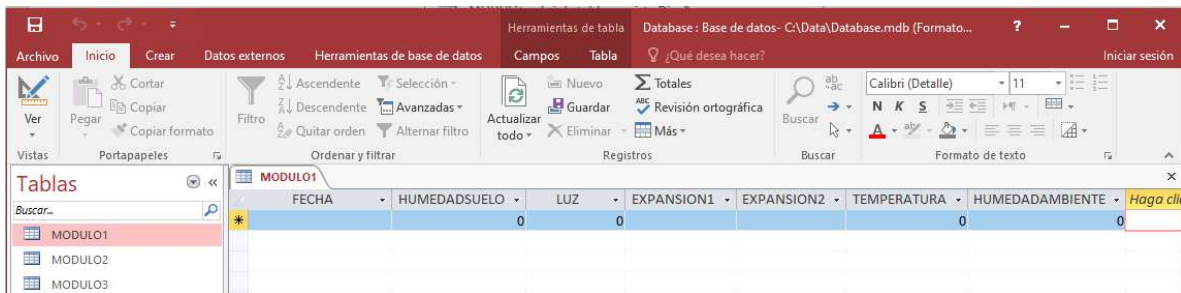 Herramientas de tabla Database : Base de datos- C:\Data\Database.mdb (Formato... ?
Archivo Inicio Crear Datos externos Herramientas de base de datos Campos Tabla ¿Qué desea hacer? Iniciar sesión
Ver
Pegar
Cortar
Copiar
Copiar formato
Filtro
Ascendente
Descendente
Quitar orden
Selección
Avanzadas
Alternar filtro
Actualizar
todo
Nuevo
Guardar
Eliminar
Totales
Revisión ortográfica
Más
Buscar
Calibri (Detalle) 11
N K S
Vistas Portapapeles Ordenar y filtrar Registros Buscar Formato de texto
Tablas
Buscar...
MODULO1
MODULO2
MODULO3
MODULO1
FECHA HUMEDADSUELO LUZ EXPANSION1 EXPANSION2 TEMPERATURA HUMEDADAMBIENTE Haga clic
0 0 0 0